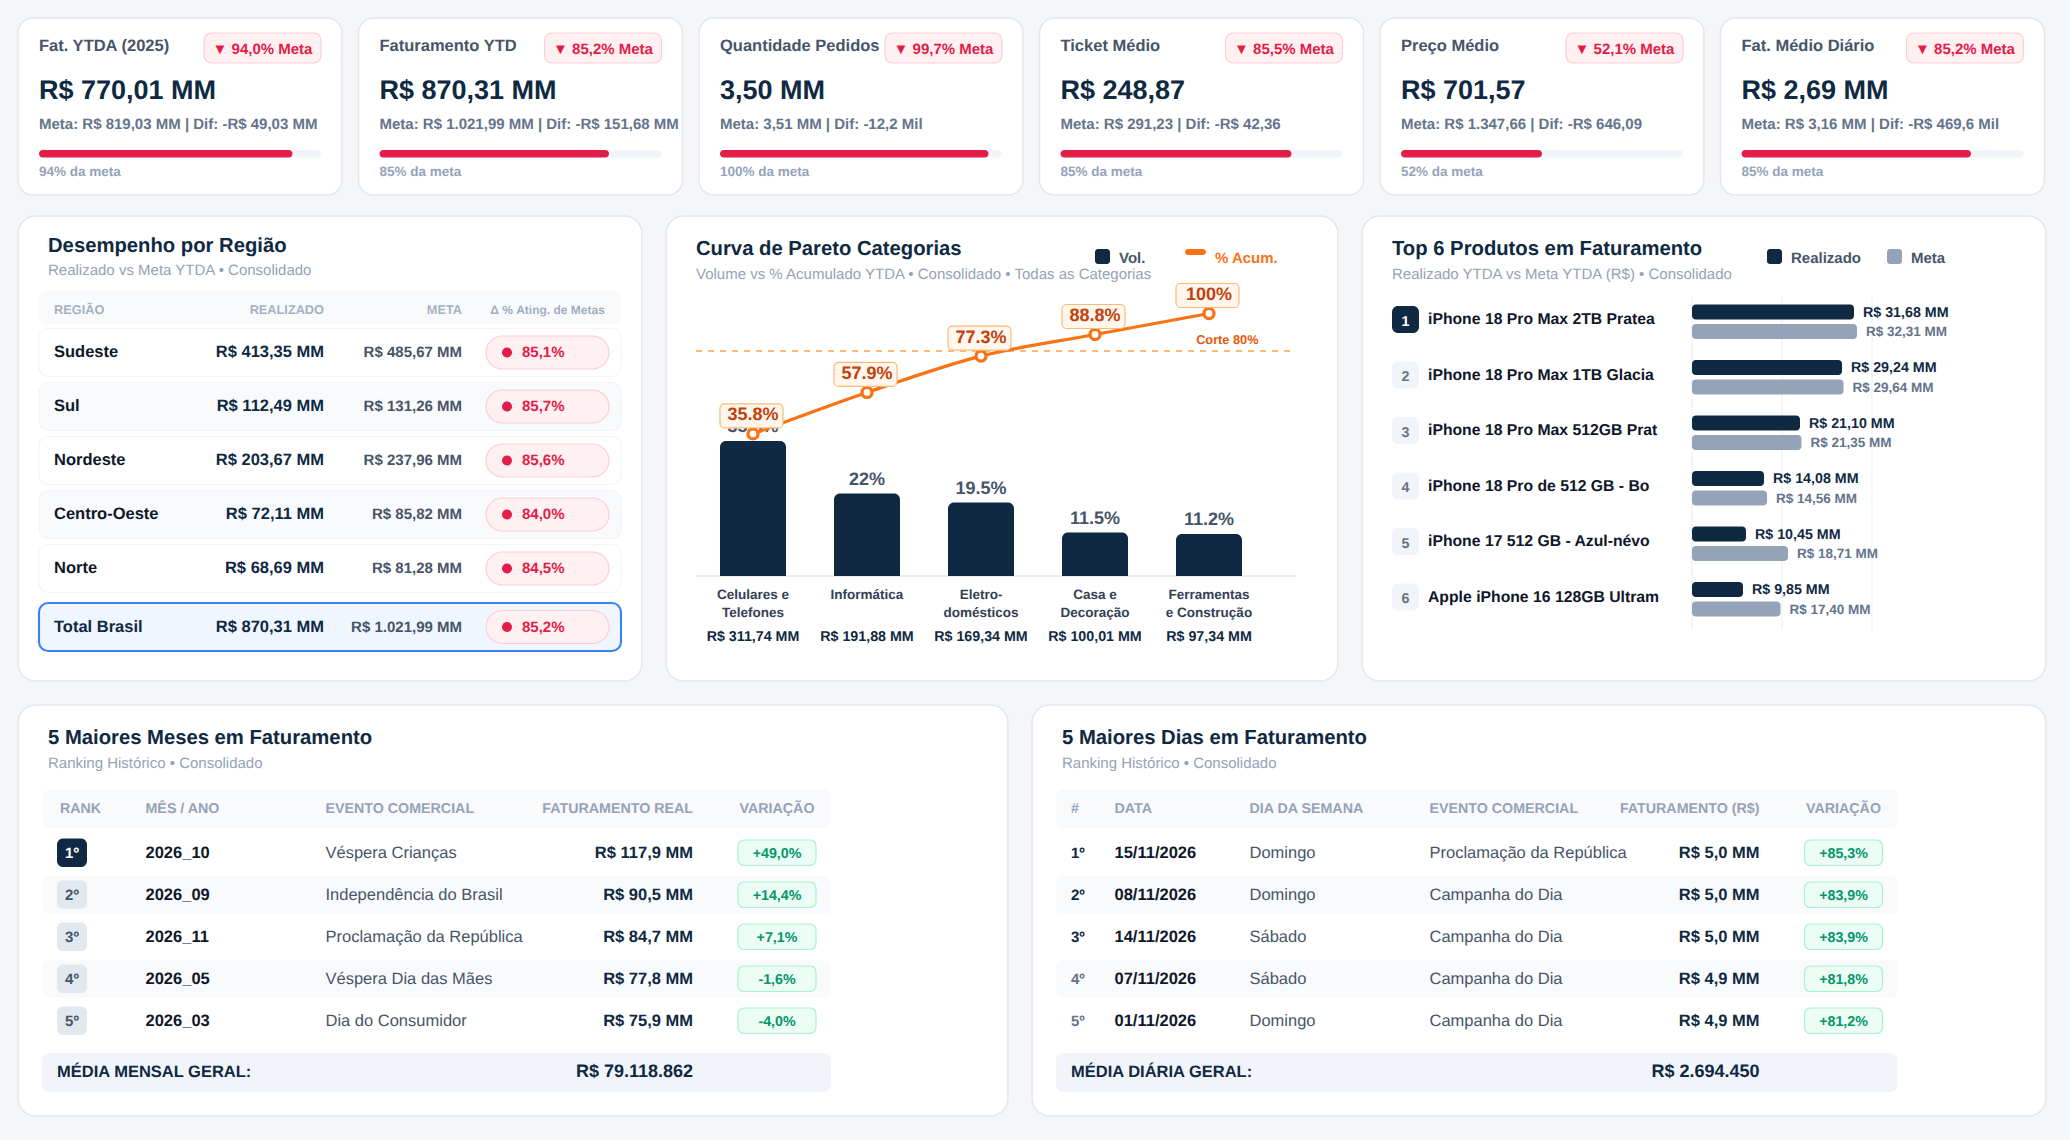 Fat. YTDA (2025)
▼ 94,0% Meta
R$ 770,01 MM
Meta: R$ 819,03 MM | Dif: -R$ 49,03 MM
94% da meta
Faturamento YTD
▼ 85,2% Meta
R$ 870,31 MM
Meta: R$ 1.021,99 MM | Dif: -R$ 151,68 MM
85% da meta
Quantidade Pedidos
▼ 99,7% Meta
3,50 MM
Meta: 3,51 MM | Dif: -12,2 Mil
100% da meta
Ticket Médio
▼ 85,5% Meta
R$ 248,87
Meta: R$ 291,23 | Dif: -R$ 42,36
85% da meta
Preço Médio
▼ 52,1% Meta
R$ 701,57
Meta: R$ 1.347,66 | Dif: -R$ 646,09
52% da meta
Fat. Médio Diário
▼ 85,2% Meta
R$ 2,69 MM
Meta: R$ 3,16 MM | Dif: -R$ 469,6 Mil
85% da meta
Desempenho por Região
Realizado vs Meta YTDA • Consolidado
REGIÃO REALIZADO META Δ % Ating. de Metas
Sudeste R$ 413,35 MM R$ 485,67 MM 85,1%
Sul R$ 112,49 MM R$ 131,26 MM 85,7%
Nordeste R$ 203,67 MM R$ 237,96 MM 85,6%
Centro-Oeste R$ 72,11 MM R$ 85,82 MM 84,0%
Norte R$ 68,69 MM R$ 81,28 MM 84,5%
Total Brasil R$ 870,31 MM R$ 1.021,99 MM 85,2%
Curva de Pareto Categorias
Vol. % Acum.
Volume vs % Acumulado YTDA • Consolidado • Todas as Categorias
100%
88.8%
77.3%
Corte 80%
57.9%
35.8%
22%
19.5%
11.5%
11.2%
Celulares e Telefones
R$ 311,74 MM
Informática
R$ 191,88 MM
Eletro-
domésticos
R$ 169,34 MM
Casa e
Decoração
R$ 100,01 MM
Ferramentas
e Construção
R$ 97,34 MM
Top 6 Produtos em Faturamento
Realizado Meta
Realizado YTDA vs Meta YTDA (R$) • Consolidado
1 iPhone 18 Pro Max 2TB Pratea R$ 31,68 MM
R$ 32,31 MM
2 iPhone 18 Pro Max 1TB Glacia R$ 29,24 MM
R$ 29,64 MM
3 iPhone 18 Pro Max 512GB Prat R$ 21,10 MM
R$ 21,35 MM
4 iPhone 18 Pro de 512 GB - Bo R$ 14,08 MM
R$ 14,56 MM
5 iPhone 17 512 GB - Azul-névo R$ 10,45 MM
R$ 18,71 MM
6 Apple iPhone 16 128GB Ultram R$ 9,85 MM
R$ 17,40 MM
5 Maiores Meses em Faturamento
Ranking Histórico • Consolidado
RANK MÊS / ANO EVENTO COMERCIAL FATURAMENTO REAL VARIAÇÃO
1º 2026_10 Véspera Crianças R$ 117,9 MM +49,0%
2º 2026_09 Independência do Brasil R$ 90,5 MM +14,4%
3º 2026_11 Proclamação da República R$ 84,7 MM +7,1%
4º 2026_05 Véspera Dia das Mães R$ 77,8 MM -1,6%
5º 2026_03 Dia do Consumidor R$ 75,9 MM -4,0%
MÉDIA MENSAL GERAL: R$ 79.118.862
5 Maiores Dias em Faturamento
Ranking Histórico • Consolidado
# DATA DIA DA SEMANA EVENTO COMERCIAL FATURAMENTO (R$) VARIAÇÃO
1º 15/11/2026 Domingo Proclamação da República R$ 5,0 MM +85,3%
2º 08/11/2026 Domingo Campanha do Dia R$ 5,0 MM +83,9%
3º 14/11/2026 Sábado Campanha do Dia R$ 5,0 MM +83,9%
4º 07/11/2026 Sábado Campanha do Dia R$ 4,9 MM +81,8%
5º 01/11/2026 Domingo Campanha do Dia R$ 4,9 MM +81,2%
MÉDIA DIÁRIA GERAL: R$ 2.694.450